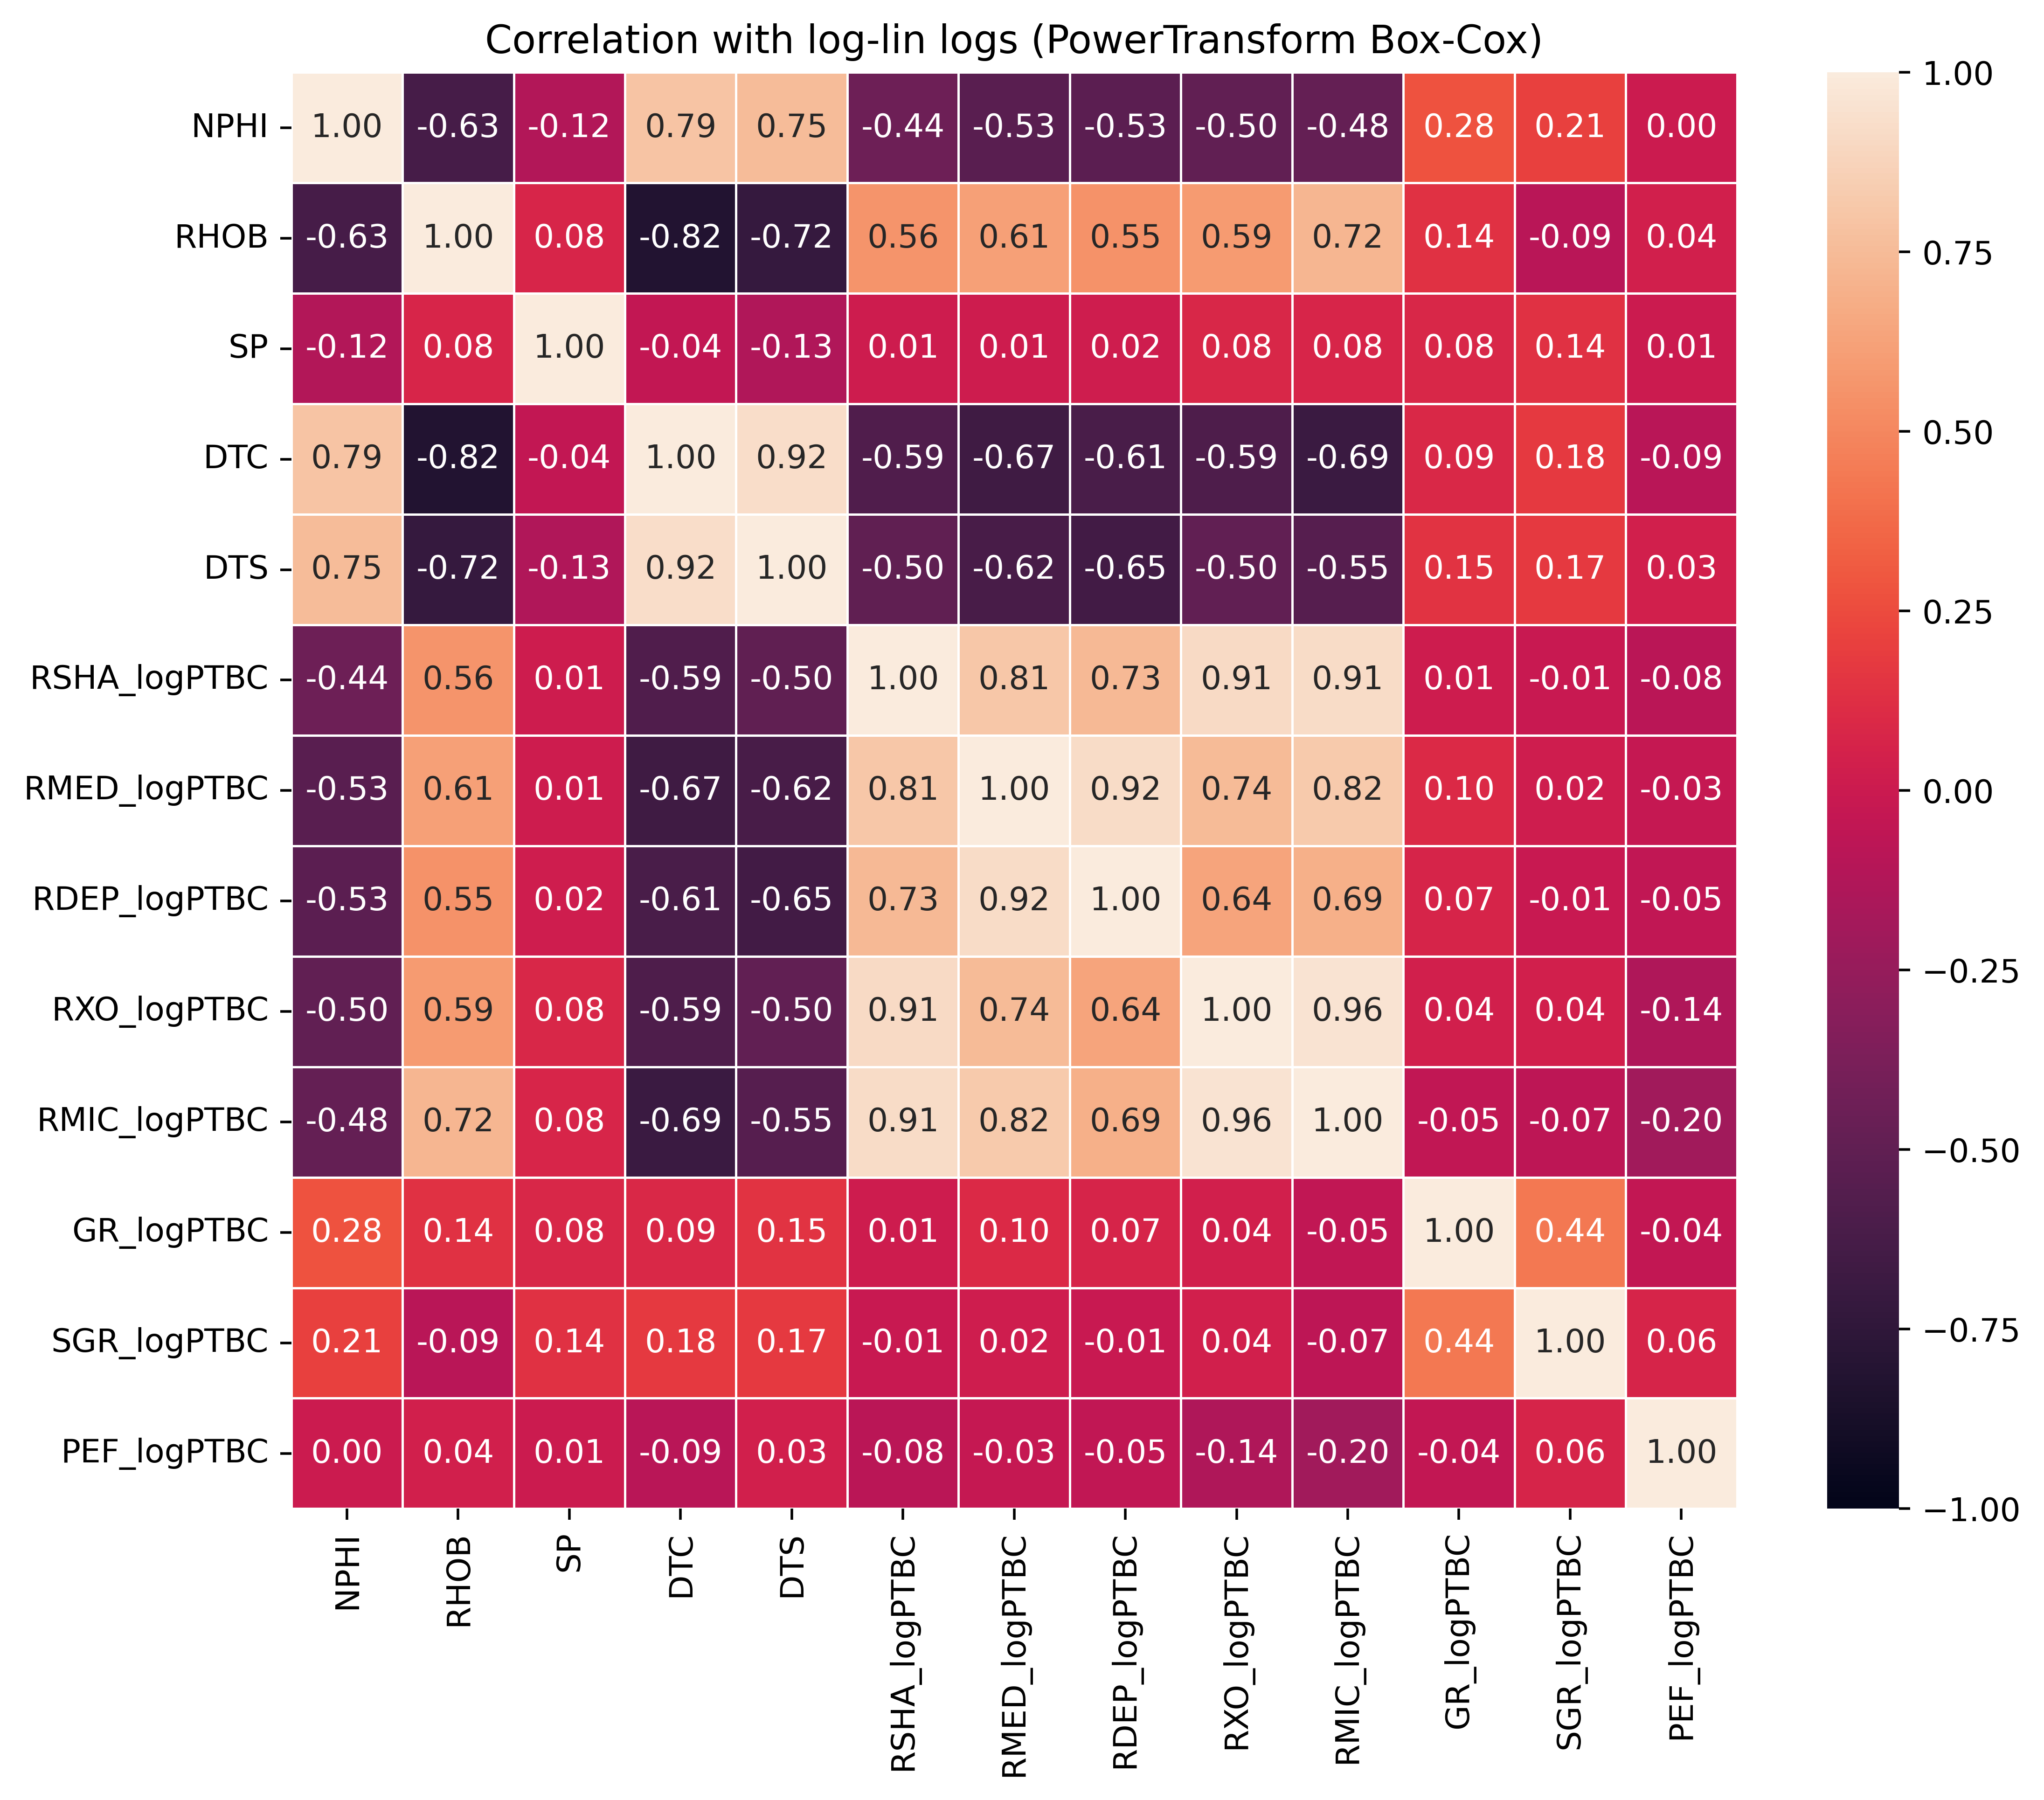 Correlation with log-lin logs (PowerTransform Box-Cox)
NPHI 1.00 -0.63 -0.12 0.79 0.75 -0.44 -0.53 -0.53 -0.50 -0.48 0.28 0.21 0.00
RHOB -0.63 1.00 0.08 -0.82 -0.72 0.56 0.61 0.55 0.59 0.72 0.14 -0.09 0.04
SP -0.12 0.08 1.00 -0.04 -0.13 0.01 0.01 0.02 0.08 0.08 0.08 0.14 0.01
DTC 0.79 -0.82 -0.04 1.00 0.92 -0.59 -0.67 -0.61 -0.59 -0.69 0.09 0.18 -0.09
DTS 0.75 -0.72 -0.13 0.92 1.00 -0.50 -0.62 -0.65 -0.50 -0.55 0.15 0.17 0.03
RSHA_logPTBC -0.44 0.56 0.01 -0.59 -0.50 1.00 0.81 0.73 0.91 0.91 0.01 -0.01 -0.08
RMED_logPTBC -0.53 0.61 0.01 -0.67 -0.62 0.81 1.00 0.92 0.74 0.82 0.10 0.02 -0.03
RDEP_logPTBC -0.53 0.55 0.02 -0.61 -0.65 0.73 0.92 1.00 0.64 0.69 0.07 -0.01 -0.05
RXO_logPTBC -0.50 0.59 0.08 -0.59 -0.50 0.91 0.74 0.64 1.00 0.96 0.04 0.04 -0.14
RMIC_logPTBC -0.48 0.72 0.08 -0.69 -0.55 0.91 0.82 0.69 0.96 1.00 -0.05 -0.07 -0.20
GR_logPTBC 0.28 0.14 0.08 0.09 0.15 0.01 0.10 0.07 0.04 -0.05 1.00 0.44 -0.04
SGR_logPTBC 0.21 -0.09 0.14 0.18 0.17 -0.01 0.02 -0.01 0.04 -0.07 0.44 1.00 0.06
PEF_logPTBC 0.00 0.04 0.01 -0.09 0.03 -0.08 -0.03 -0.05 -0.14 -0.20 -0.04 0.06 1.00
NPHI RHOB SP DTC DTS RSHA_logPTBC RMED_logPTBC RDEP_logPTBC RXO_logPTBC RMIC_logPTBC GR_logPTBC SGR_logPTBC PEF_logPTBC
1.00
0.75
0.50
0.25
0.00
−0.25
−0.50
−0.75
−1.00